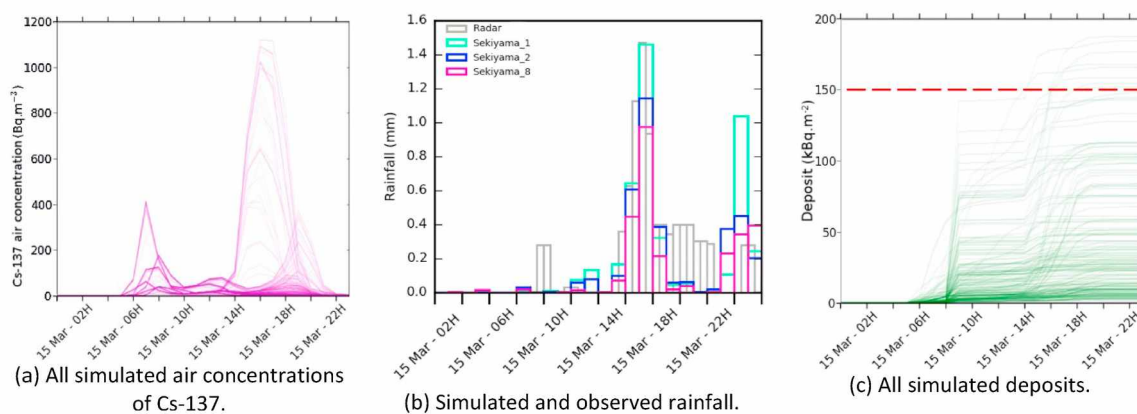 1200
1000
800
600
400
200
0
Cs-137 air concentration(Bq.m⁻³)
15 Mar - 02H
15 Mar - 06H
15 Mar - 10H
15 Mar - 14H
15 Mar - 18H
15 Mar - 22H
(a) All simulated air concentrations
of Cs-137.
1.6
1.4
1.2
1.0
0.8
0.6
0.4
0.2
0.0
Rainfall (mm)
Radar
Sekiyama_1
Sekiyama_2
Sekiyama_8
15 Mar - 02H
15 Mar - 06H
15 Mar - 10H
15 Mar - 14H
15 Mar - 18H
15 Mar - 22H
(b) Simulated and observed rainfall.
200
150
100
50
0
Deposit (kBq.m⁻²)
15 Mar - 02H
15 Mar - 06H
15 Mar - 10H
15 Mar - 14H
15 Mar - 18H
15 Mar - 22H
(c) All simulated deposits.